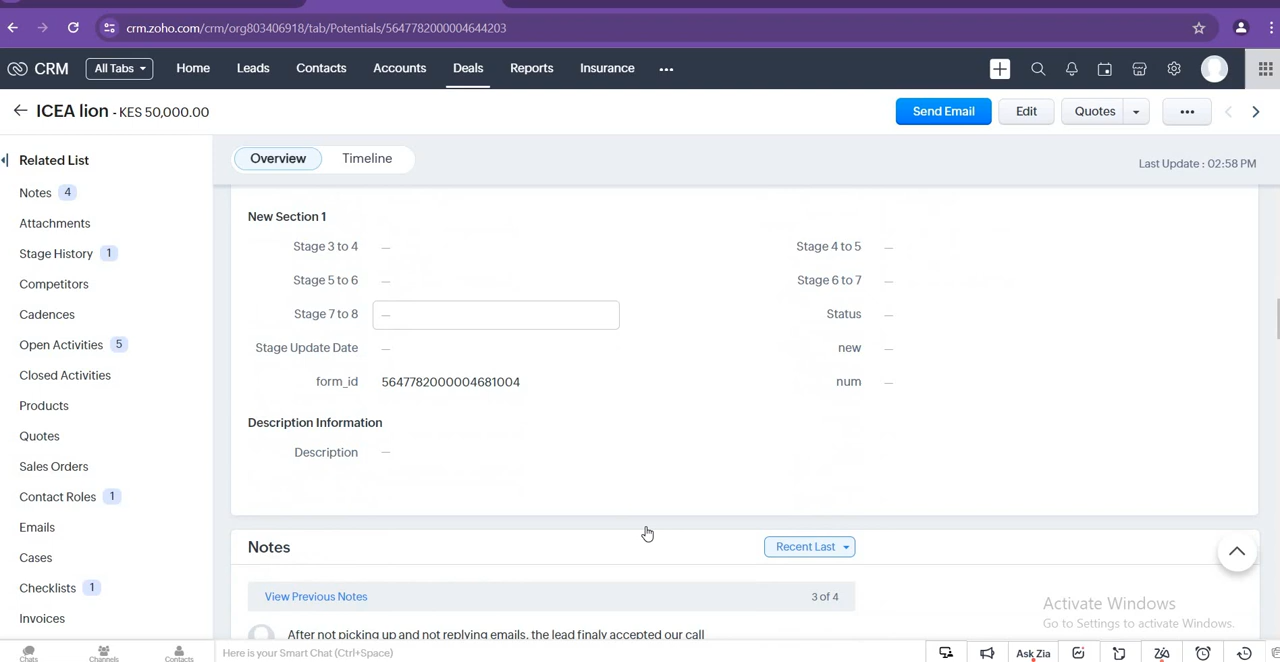 crm.zoho.com/crm/org803406918/tab/Potentials/5647782000004644203
CRM All Tabs Home Leads Contacts Accounts Deals Reports Insurance ...
ICEA lion - KES 50,000.00 Send Email Edit Quotes ...
Related List
Overview Timeline Last Update : 02:58 PM
Notes 4
Attachments
Stage History 1
Competitors
Cadences
Open Activities 5
Closed Activities
Products
Quotes
Sales Orders
Contact Roles 1
Emails
Cases
Checklists 1
Invoices
New Section 1
Stage 3 to 4 — Stage 4 to 5 —
Stage 5 to 6 — Stage 6 to 7 —
Stage 7 to 8 — Status —
Stage Update Date — new —
form_id 5647782000004681004 num —
Description Information
Description —
Notes Recent Last
View Previous Notes 3 of 4
After not picking up and not replying emails, the lead finaly accepted our call
Activate Windows
Go to Settings to activate Windows.
Chats Channels Contacts Here is your Smart Chat (Ctrl+Space) Ask Zia